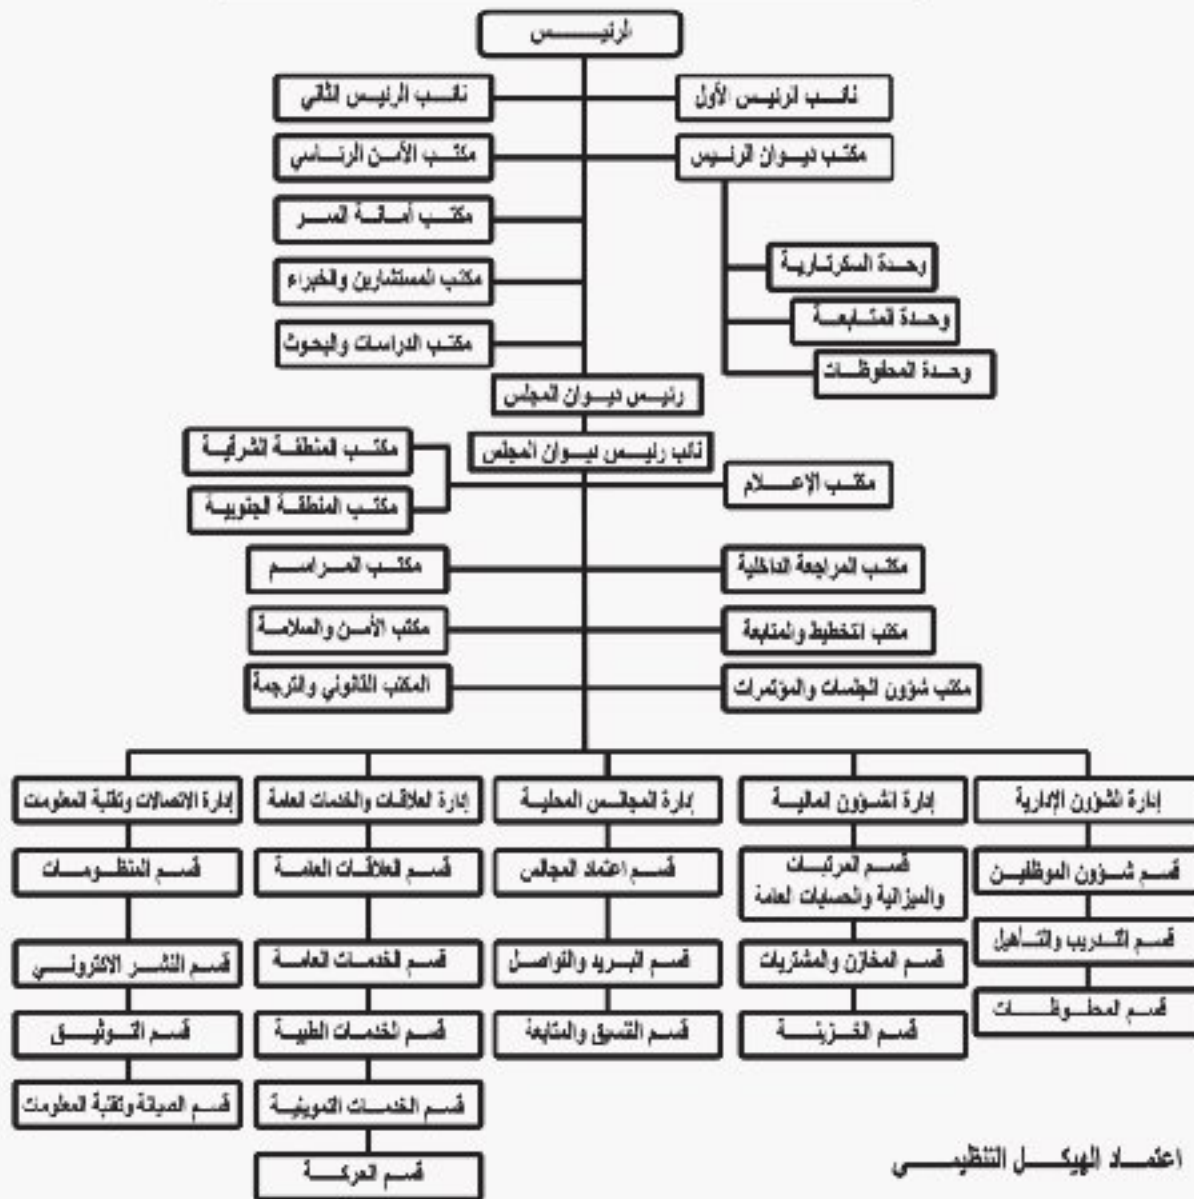 الرئيس
نائب الرئيس الأول
نائب الرئيس الثاني
مكتب ديوان الرئيس
مكتب الأمن الرئاسي
مكتب أمانة السر
وحدة السكرتارية
مكتب المستشارين والخبراء
وحدة المتابعة
مكتب الدراسات والبحوث
وحدة المحفوظات
رئيس ديوان المجلس
نائب رئيس ديوان المجلس
مكتب المنطقة الشرقية
مكتب الإعلام
مكتب المنطقة الجنوبية
مكتب المراجعة الداخلية
مكتب المراسم
مكتب التخطيط والمتابعة
مكتب الأمن والسلامة
مكتب شؤون الجلسات والمؤتمرات
المكتب القانوني والترجمة
إدارة الشؤون الإدارية
قسم شؤون الموظفين
قسم التدريب والتأهيل
قسم المحفوظات
إدارة الشؤون المالية
قسم المرتبات
والميزانية والحسابات العامة
قسم المخازن والمشتريات
قسم الخزينة
إدارة المجالس المحلية
قسم اعتماد المجالس
قسم البريد والتواصل
قسم التنسيق والمتابعة
إدارة العلاقات والخدمات العامة
قسم العلاقات العامة
قسم الخدمات العامة
قسم الخدمات الطبية
قسم الخدمات التموينية
قسم الحركة
إدارة الاتصالات وتقنية المعلومات
قسم المنظومات
قسم النشر الاكتروني
قسم التوثيق
قسم الصيانة وتقنية المعلومات
اعتماد الهيكل التنظيمي